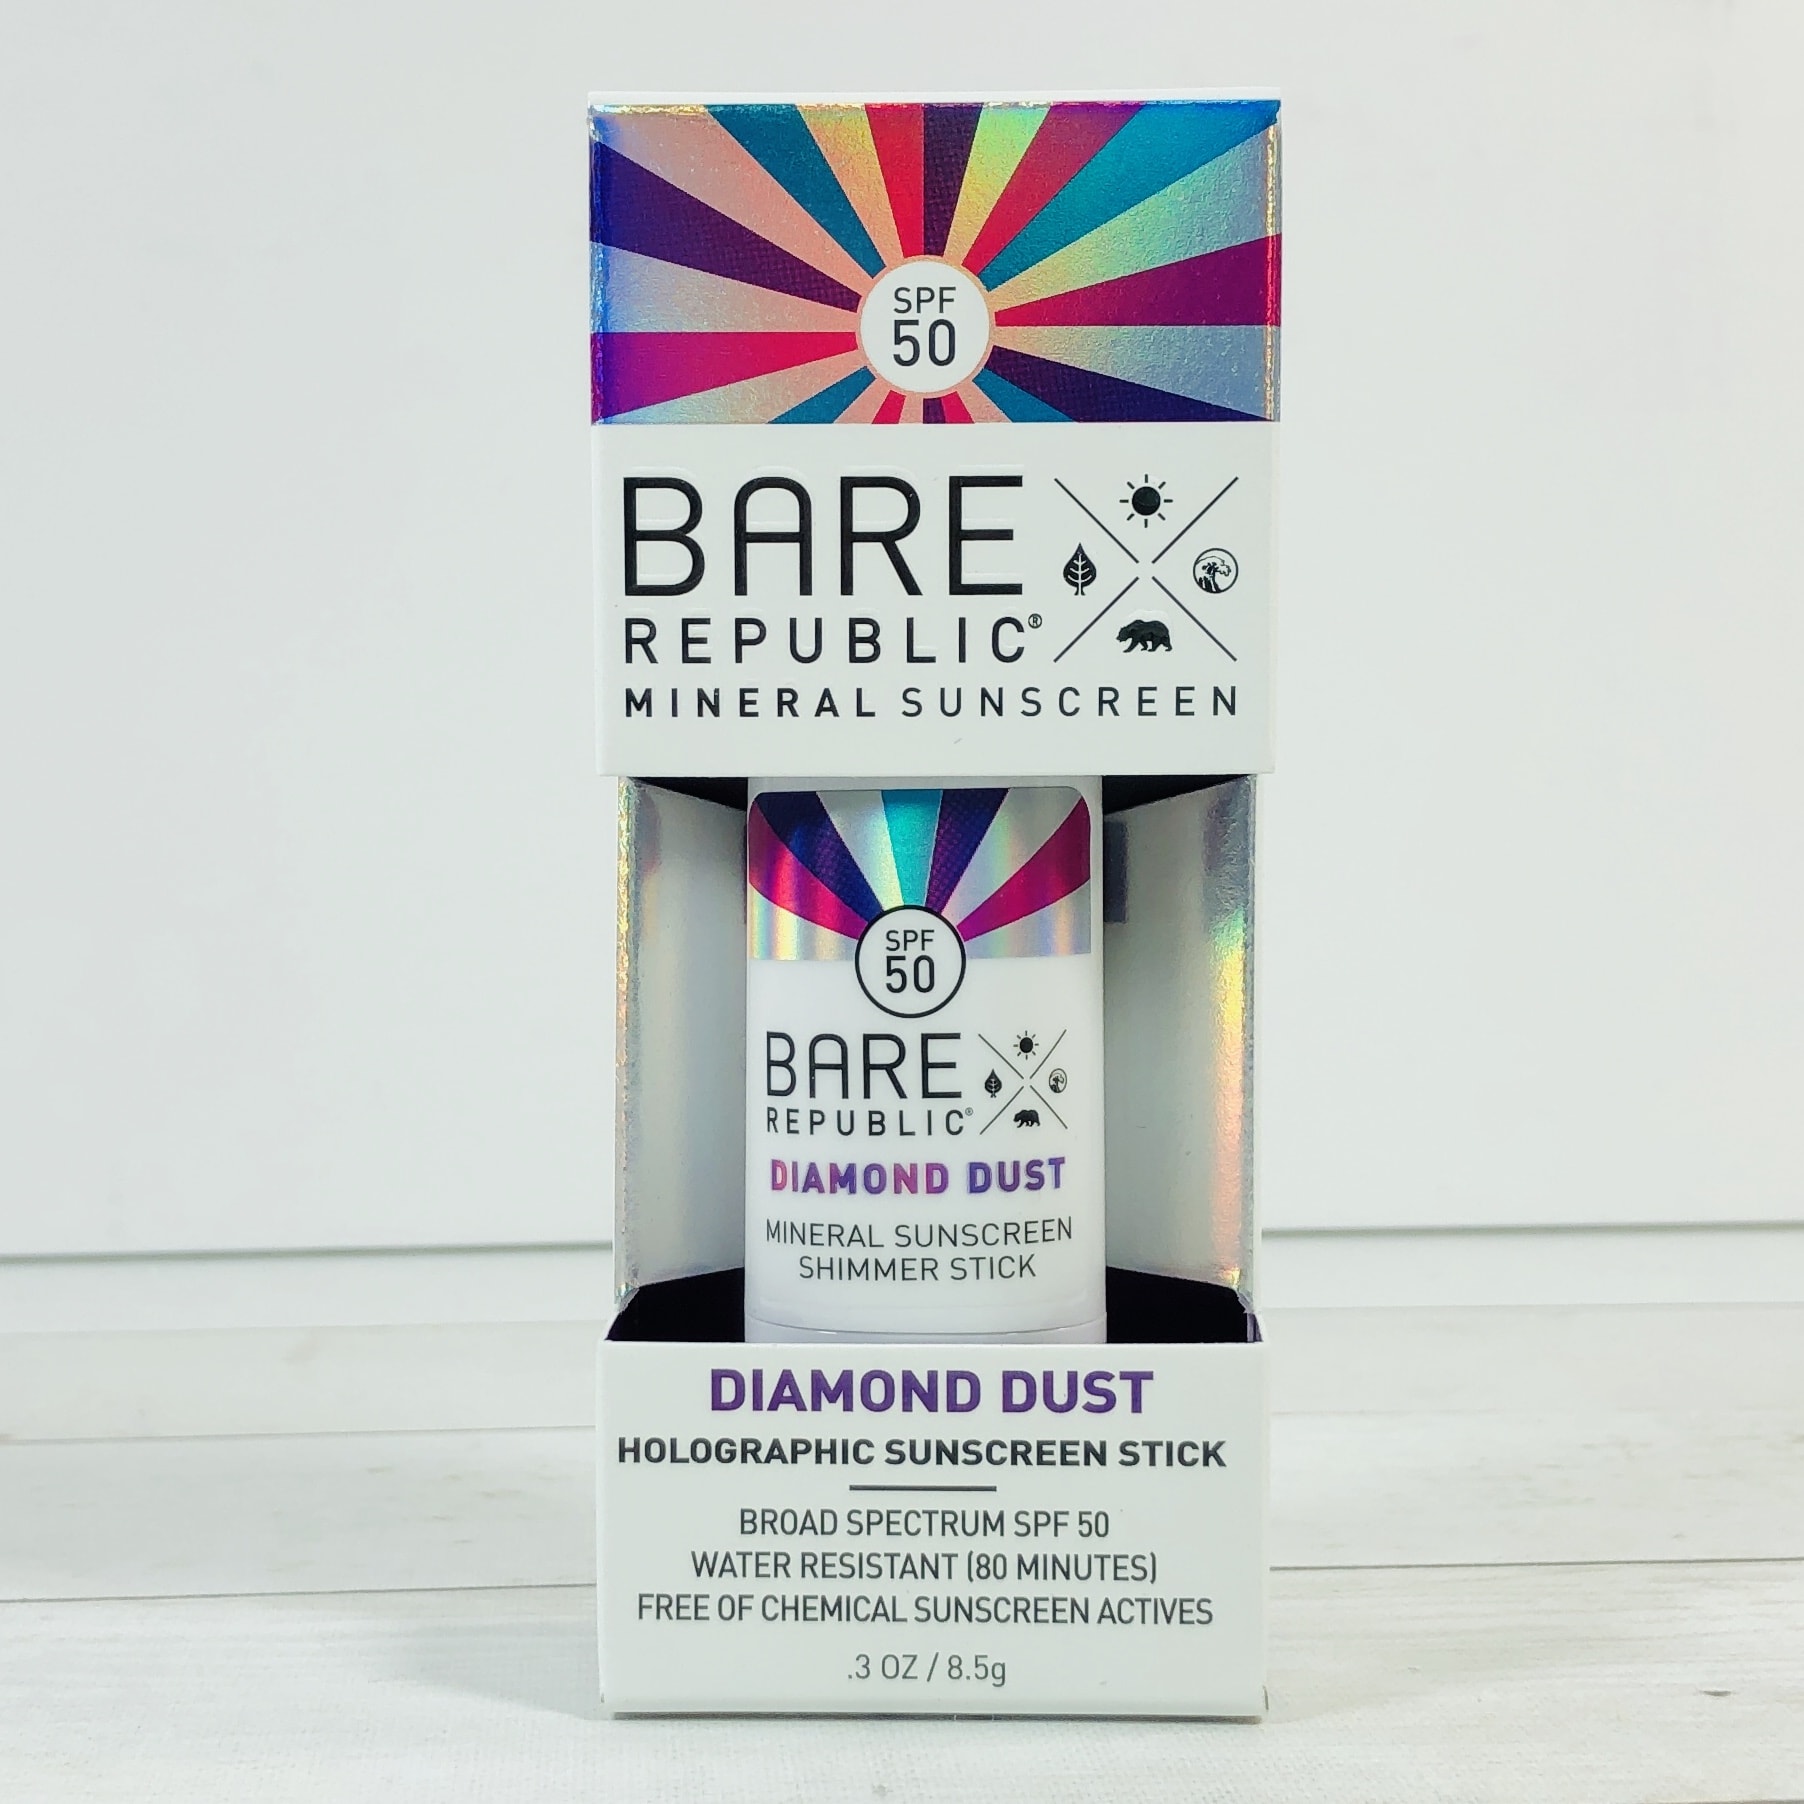 SPF
50
BARE
REPUBLIC®
MINERAL SUNSCREEN
SPF
50
BARE
REPUBLIC®
DIAMOND DUST
MINERAL SUNSCREEN
SHIMMER STICK
DIAMOND DUST
HOLOGRAPHIC SUNSCREEN STICK
BROAD SPECTRUM SPF 50
WATER RESISTANT (80 MINUTES)
FREE OF CHEMICAL SUNSCREEN ACTIVES
.3 OZ / 8.5g